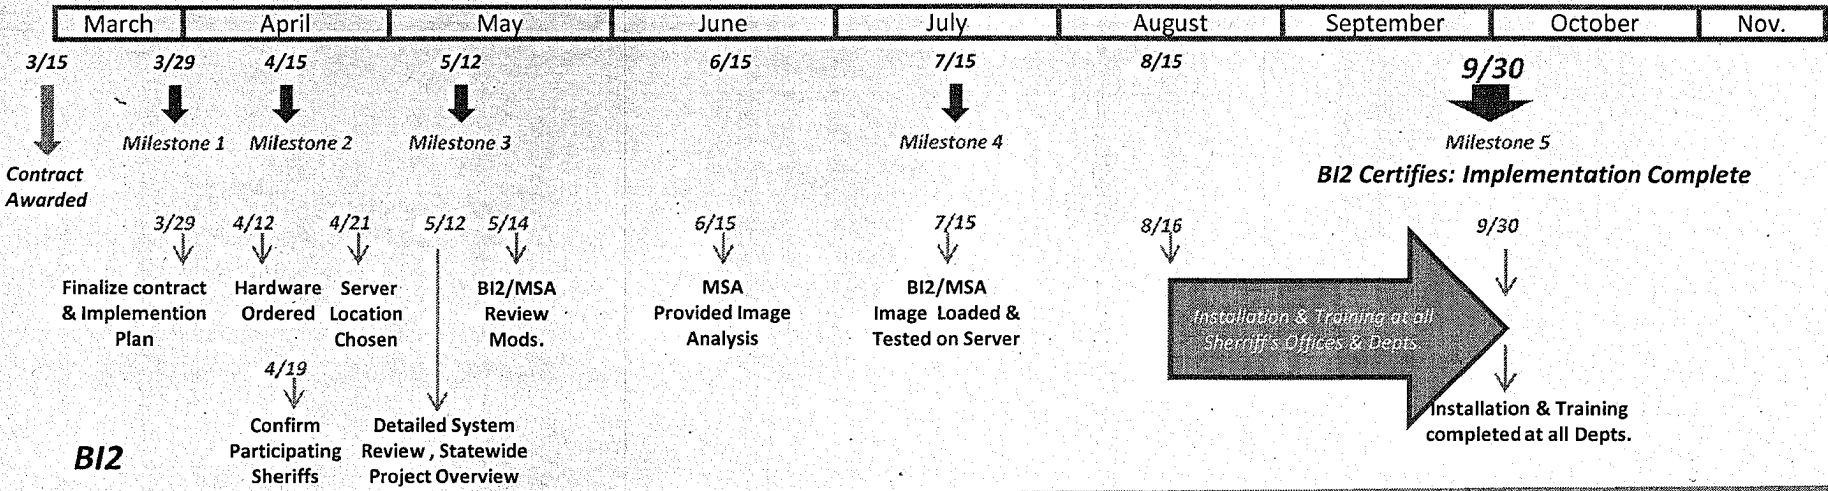 March April May June July August September October Nov.
3/15 3/29 4/15 5/12 6/15 7/15 8/15 9/30
Milestone 1 Milestone 2 Milestone 3 Milestone 4 Milestone 5
Contract
Awarded
BI2 Certifies: Implementation Complete
3/29 4/12 4/21 5/12 5/14 6/15 7/15 8/16 9/30
Finalize contract
& Implemention
Plan
Hardware
Ordered
Server
Location
Chosen
BI2/MSA
Review
Mods.
MSA
Provided Image
Analysis
BI2/MSA
Image Loaded &
Tested on Server
Installation & Training at all
Sherriff's Offices & Depts.
4/19
Confirm
Participating
Sheriffs
Detailed System
Review , Statewide
Project Overview
Installation & Training
completed at all Depts.
BI2